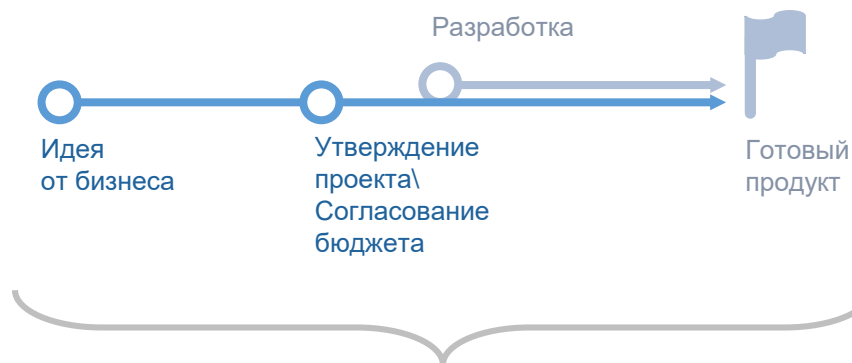 Разработка
Идея
от бизнеса
Утверждение
проекта\
Согласование
бюджета
Готовый
продукт